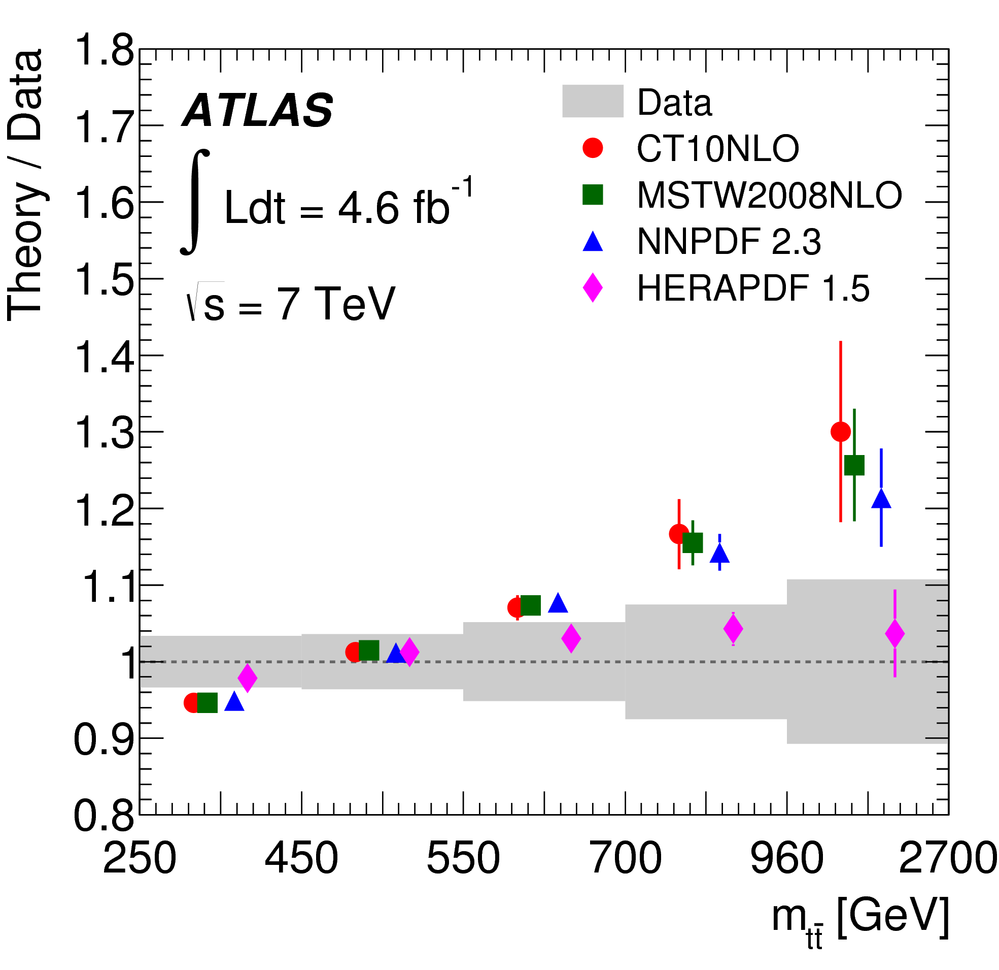 Theory / Data
1.8
1.7
1.6
1.5
1.4
1.3
1.2
1.1
1
0.9
0.8
ATLAS
∫ Ldt = 4.6 fb⁻¹
√s = 7 TeV
Data
CT10NLO
MSTW2008NLO
NNPDF 2.3
HERAPDF 1.5
250 450 550 700 960 2700
m_tt̄ [GeV]